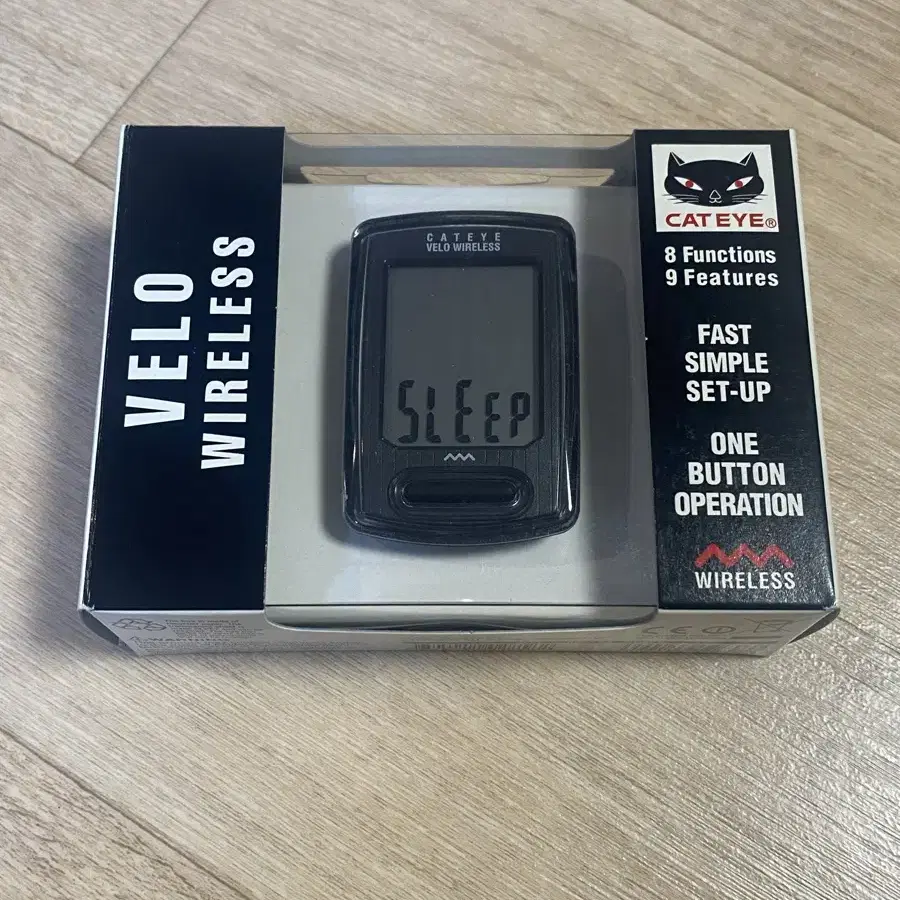 VELO
WIRELESS
CATEYE
VELO WIRELESS
SLEEP
CATEYE®
8 Functions
9 Features
FAST
SIMPLE
SET-UP
ONE
BUTTON
OPERATION
WIRELESS